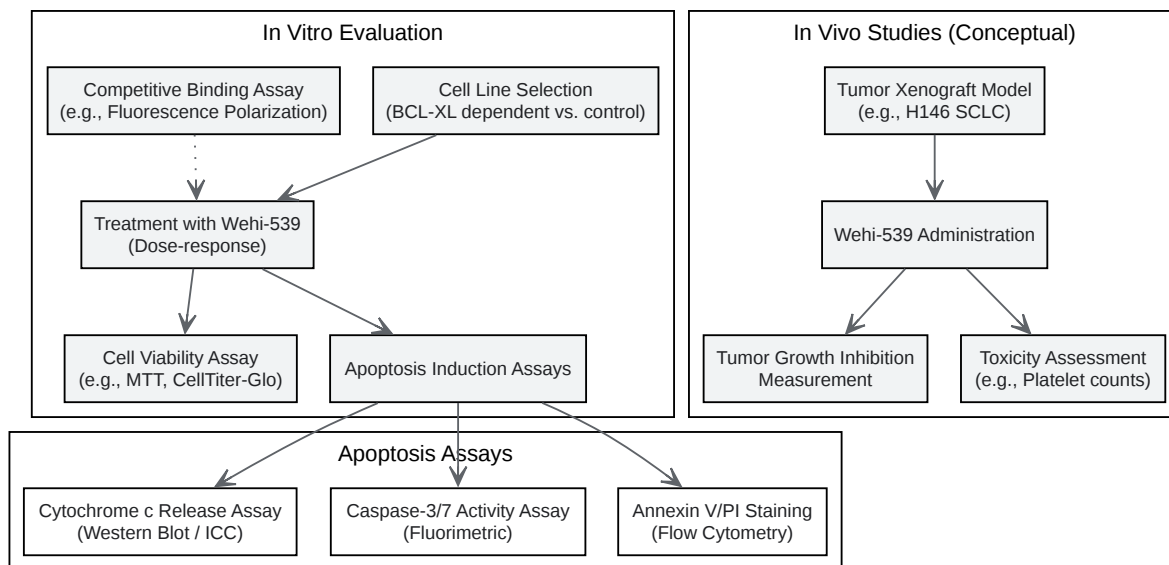 In Vitro Evaluation
Competitive Binding Assay
(e.g., Fluorescence Polarization)
Cell Line Selection
(BCL-XL dependent vs. control)
Treatment with Wehi-539
(Dose-response)
Cell Viability Assay
(e.g., MTT, CellTiter-Glo)
Apoptosis Induction Assays
In Vivo Studies (Conceptual)
Tumor Xenograft Model
(e.g., H146 SCLC)
Wehi-539 Administration
Tumor Growth Inhibition
Measurement
Toxicity Assessment
(e.g., Platelet counts)
Apoptosis Assays
Cytochrome c Release Assay
(Western Blot / ICC)
Caspase-3/7 Activity Assay
(Fluorimetric)
Annexin V/PI Staining
(Flow Cytometry)